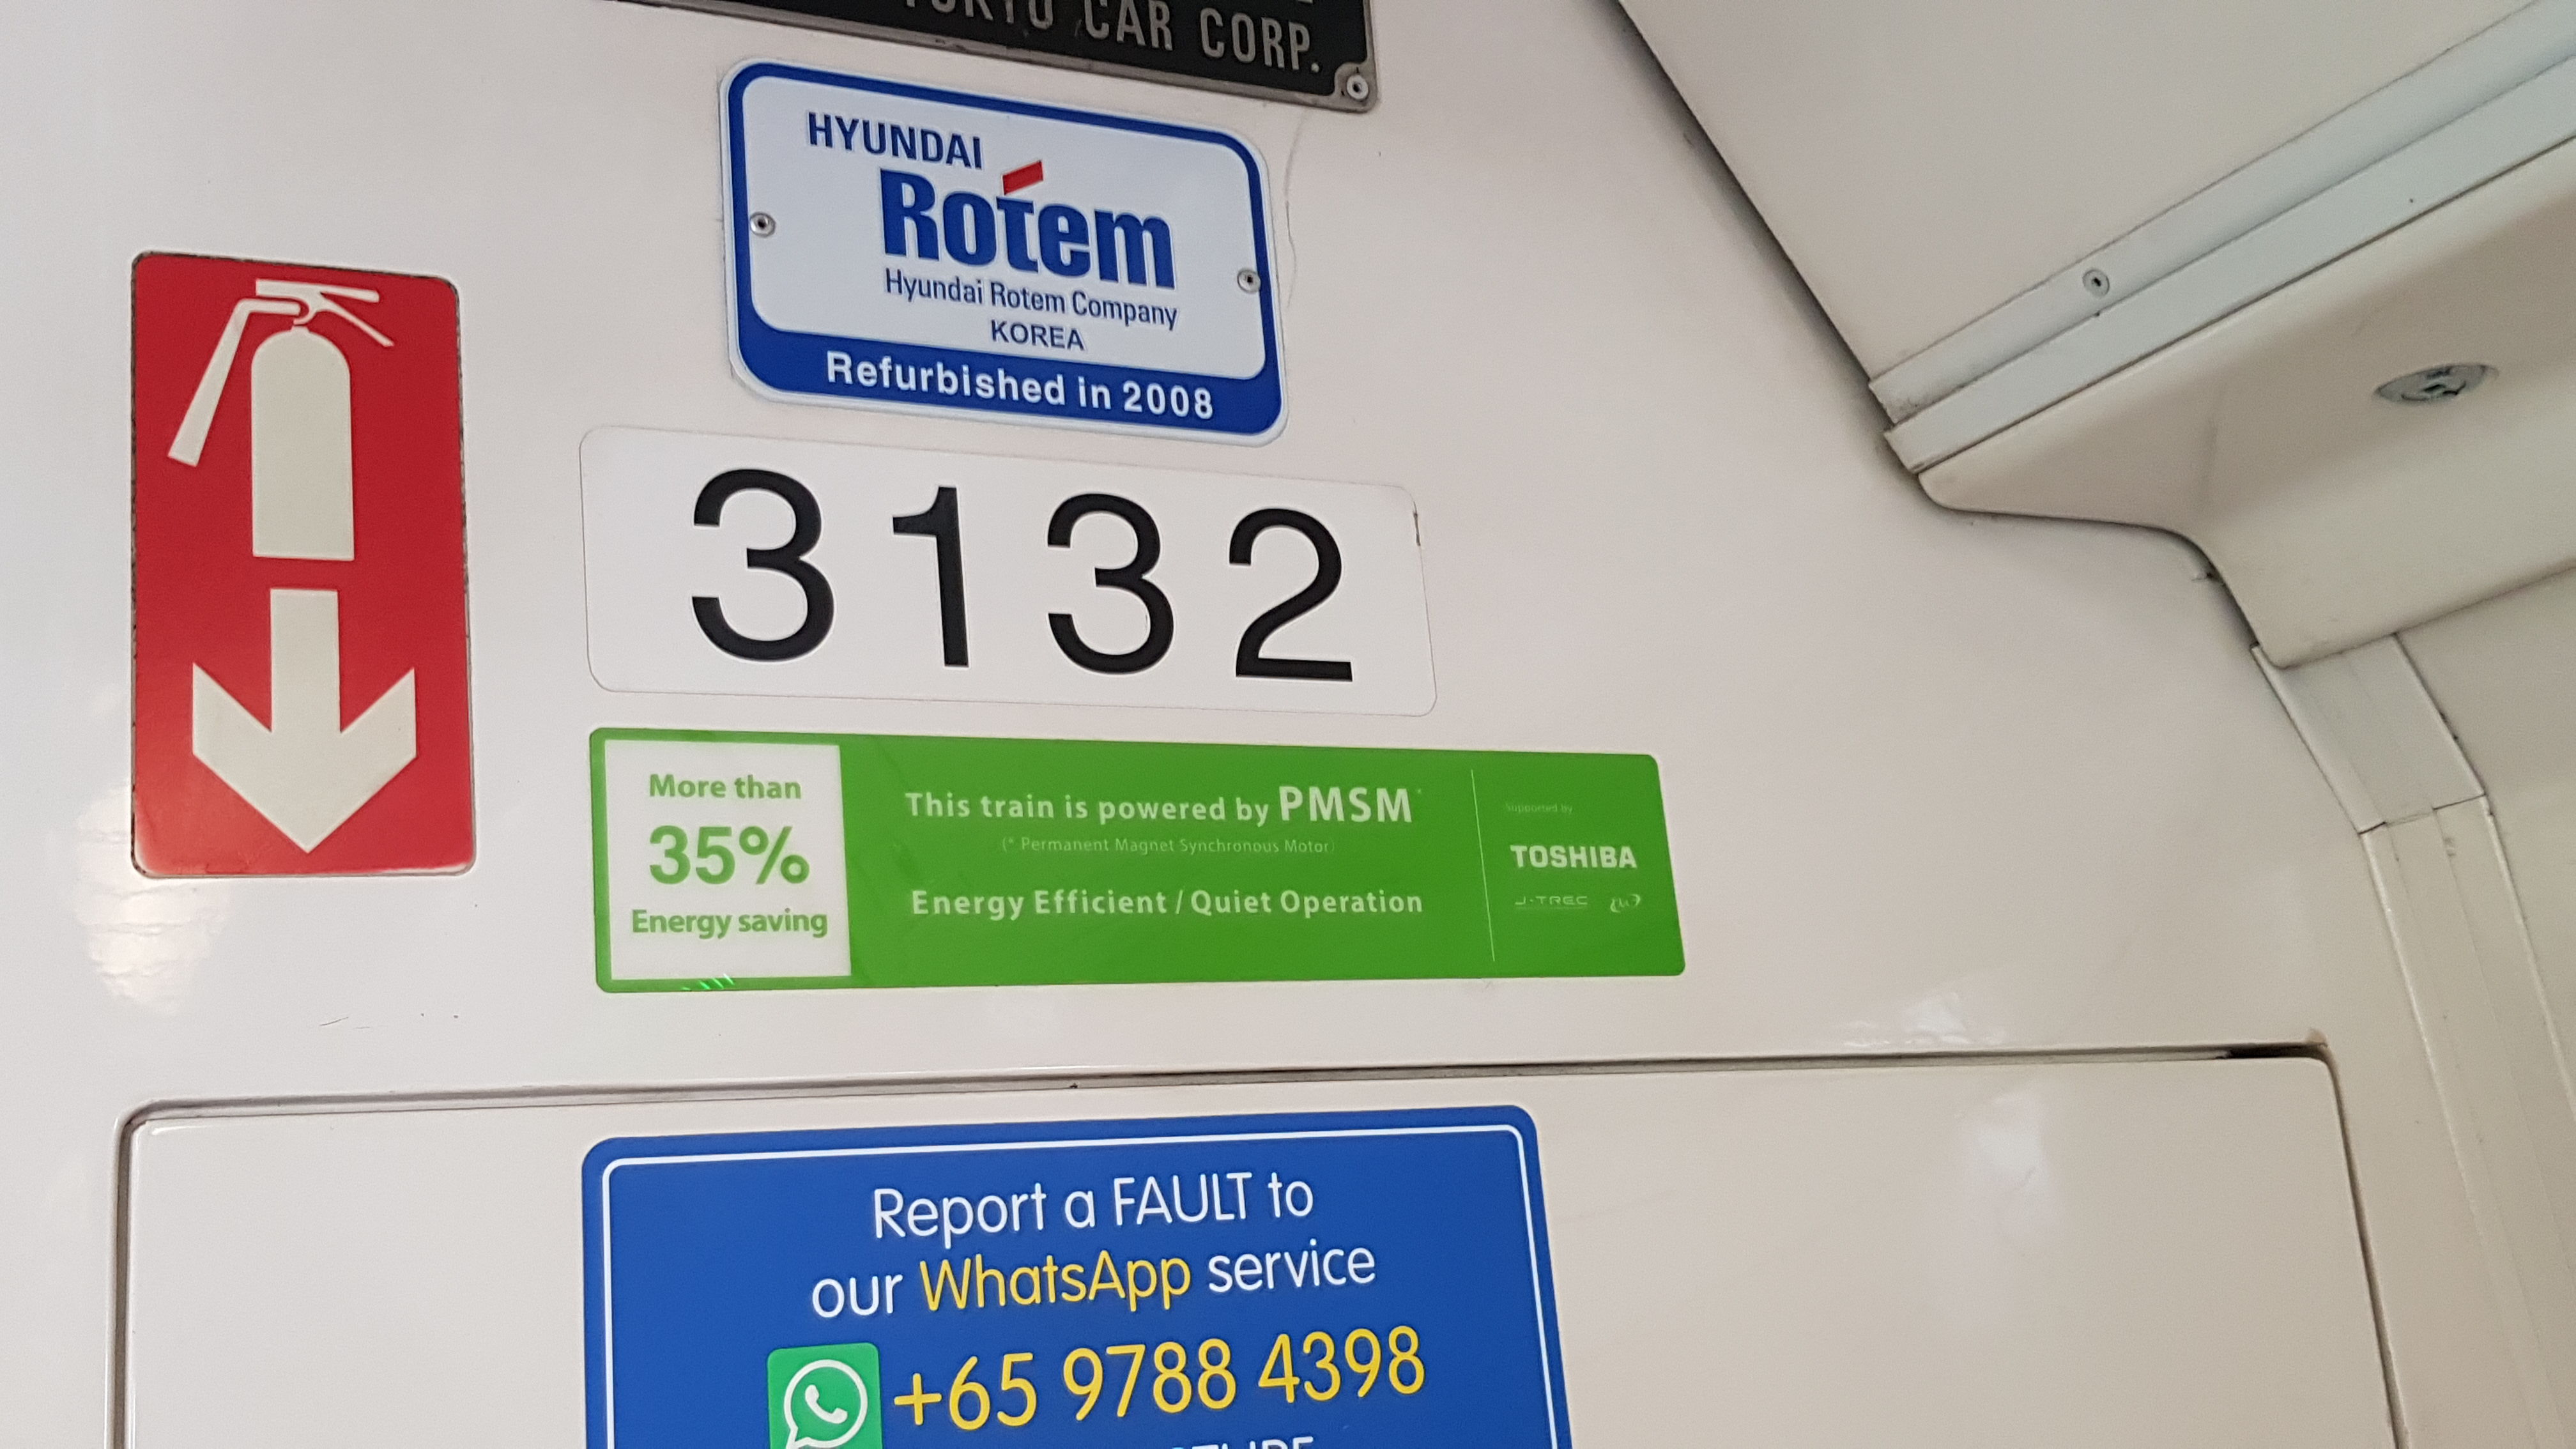 CAR CORP.
HYUNDAI
Rotem
Hyundai Rotem Company
KOREA
Refurbished in 2008
3132
More than
35%
Energy saving
This train is powered by PMSM*
(* Permanent Magnet Synchronous Motor)
Energy Efficient / Quiet Operation
Supported by
TOSHIBA
J-TREC
Report a FAULT to
our WhatsApp service
+65 9788 4398